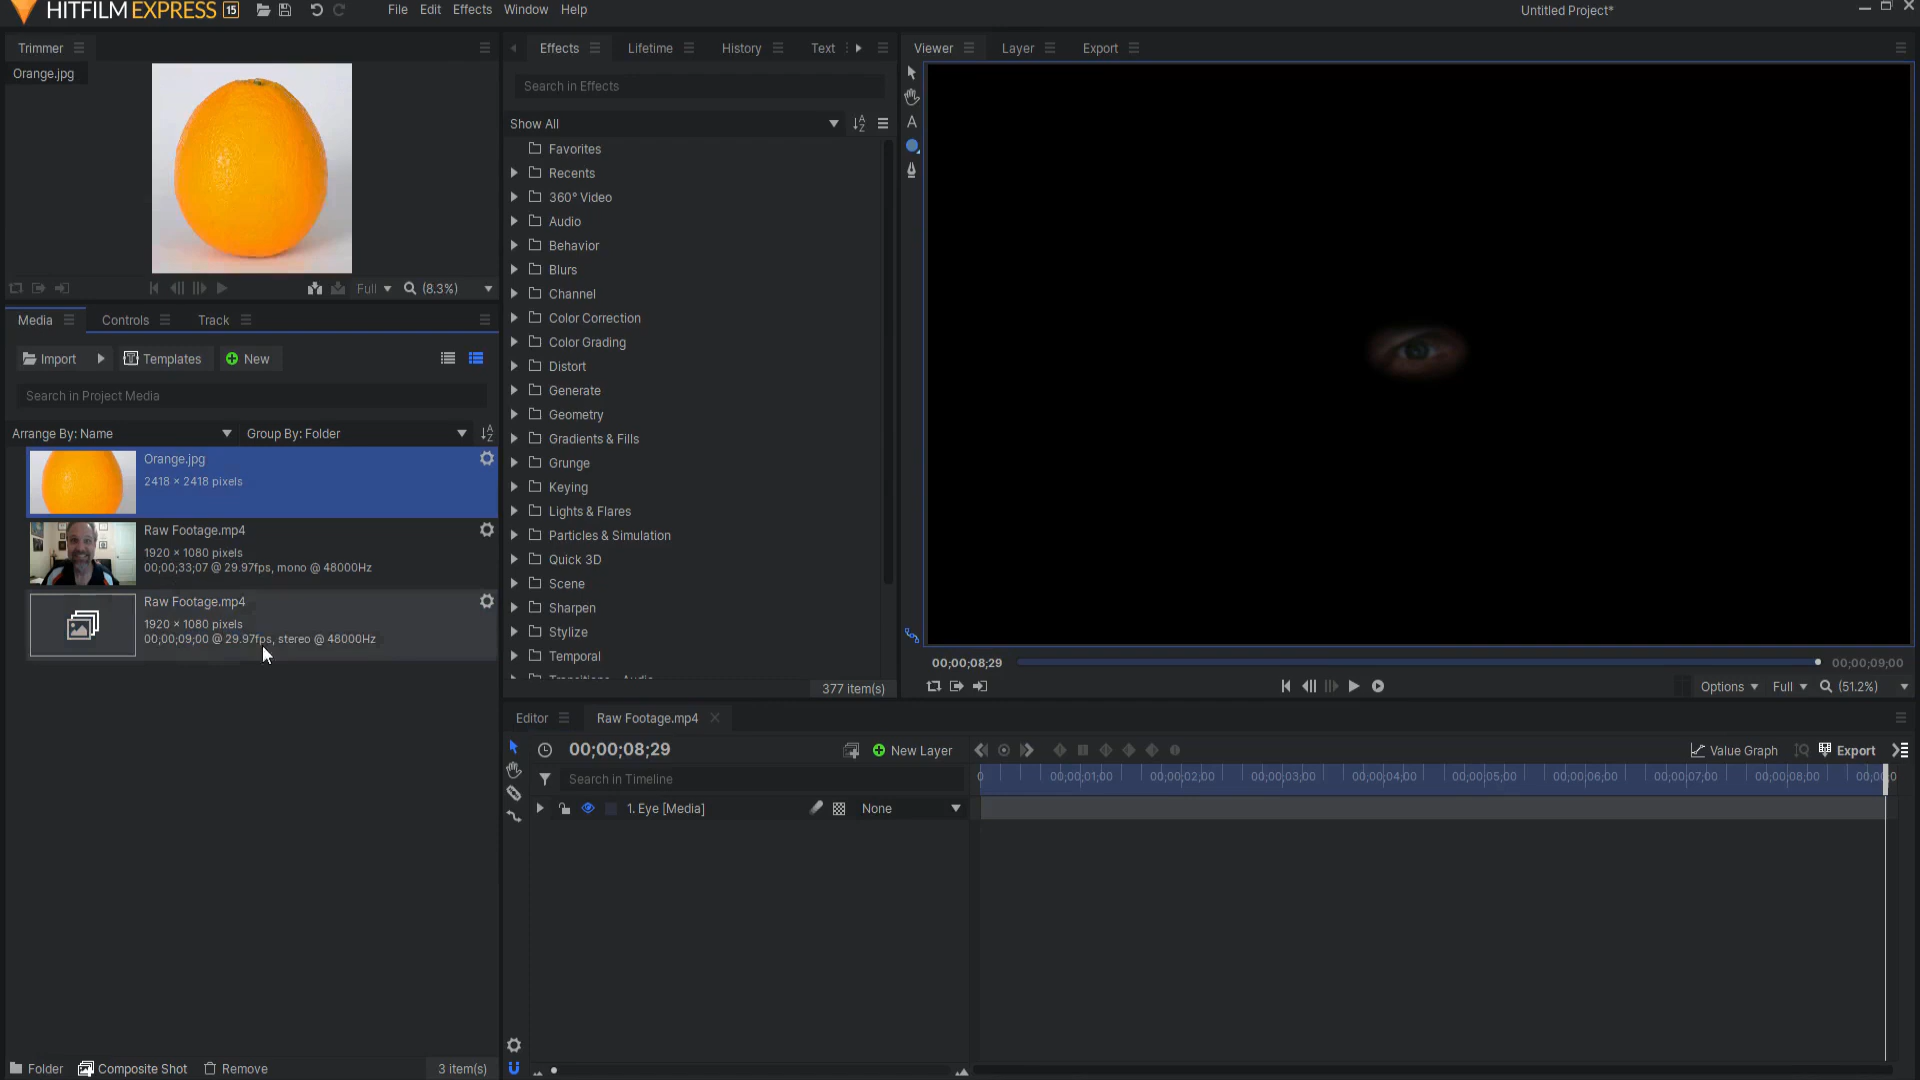 HITFILM EXPRESS 15
File Edit Effects Window Help
Untitled Project*
Trimmer
Orange.jpg
Full (8.3%)
Media Controls Track
Import Templates New
Search in Project Media
Arrange By: Name Group By: Folder
Orange.jpg
2418 × 2418 pixels
Raw Footage.mp4
1920 × 1080 pixels
00;00;33;07 @ 29.97fps, mono @ 48000Hz
Raw Footage.mp4
1920 × 1080 pixels
00;00;09;00 @ 29.97fps, stereo @ 48000Hz
Folder Composite Shot Remove 3 item(s)
Effects Lifetime History Text
Search in Effects
Show All
Favorites
Recents
360° Video
Audio
Behavior
Blurs
Channel
Color Correction
Color Grading
Distort
Generate
Geometry
Gradients & Fills
Grunge
Keying
Lights & Flares
Particles & Simulation
Quick 3D
Scene
Sharpen
Stylize
Temporal
377 item(s)
Viewer Layer Export
A
00;00;08;29 00;00;09;00
Options Full (51.2%)
Editor Raw Footage.mp4
00;00;08;29 New Layer Value Graph Export
Search in Timeline
0 00;00;01;00 00;00;02;00 00;00;03;00 00;00;04;00 00;00;05;00 00;00;06;00 00;00;07;00 00;00;08;00
1. Eye [Media] None